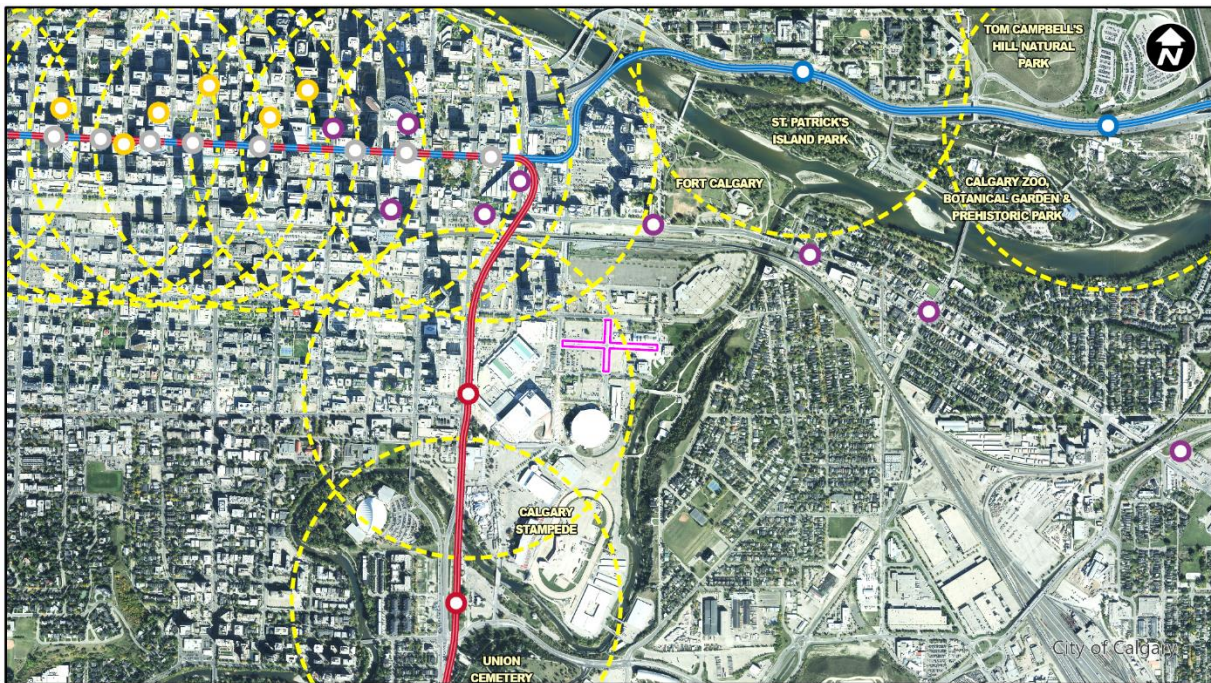 TOM CAMPBELL'S
HILL NATURAL
PARK
N
ST. PATRICK'S
ISLAND PARK
FORT CALGARY
CALGARY ZOO,
BOTANICAL GARDEN &
PREHISTORIC PARK
CALGARY
STAMPEDE
City of Calgary
UNION
CEMETERY